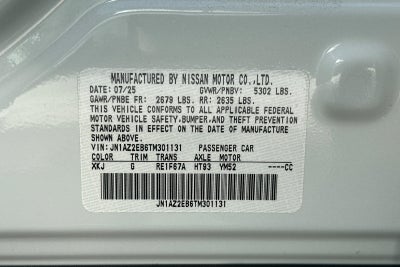 MANUFACTURED BY NISSAN MOTOR CO.,LTD.
DATE: 07/25 GVWR/PNBV: 5302 LBS.
GAWR/PNBE FR: 2679 LBS. RR: 2635 LBS.
THIS VEHICLE CONFORMS TO ALL APPLICABLE FEDERAL
MOTOR VEHICLE SAFETY, BUMPER, AND THEFT PREVENTION
STANDARDS IN EFFECT ON THE DATE OF MANUFACTURE
SHOWN ABOVE
VIN: JN1AZ2EB6TM301131 PASSENGER CAR
COLOR TRIM TRANS AXLE MOTOR
XKJ G RE1F67A HT93 YM52 ----CC
JN1AZ2EB6TM301131